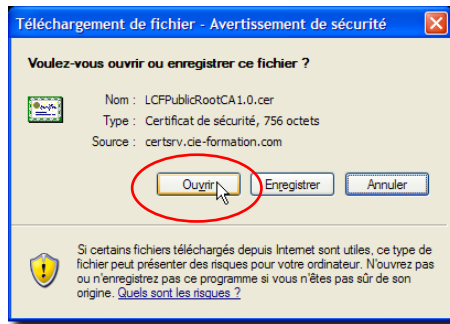 Téléchargement de fichier - Avertissement de sécurité
Voulez-vous ouvrir ou enregistrer ce fichier ?
Nom : LCFPublicRootCA1.0.cer
Type : Certificat de sécurité, 756 octets
Source : certsrv.cie-formation.com
Ouvrir Enregistrer Annuler
Si certains fichiers téléchargés depuis Internet sont utiles, ce type de
fichier peut présenter des risques pour votre ordinateur. N'ouvrez pas
ou n'enregistrez pas ce programme si vous n'êtes pas sûr de son
origine. Quels sont les risques ?